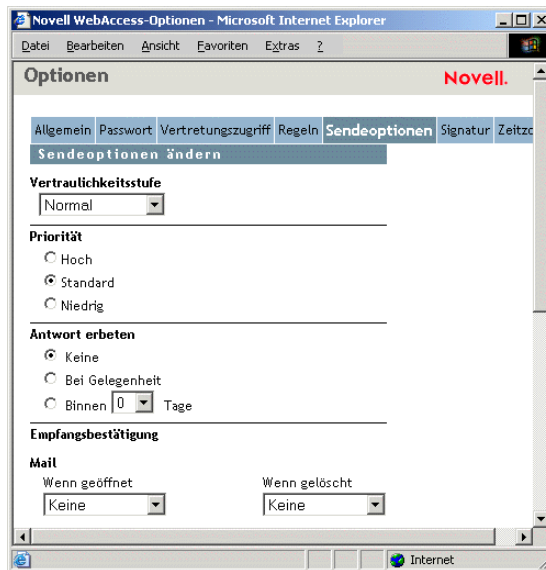 Novell WebAccess-Optionen - Microsoft Internet Explorer
Datei Bearbeiten Ansicht Favoriten Extras ?
Optionen
Novell.
Allgemein Passwort Vertretungszugriff Regeln Sendeoptionen Signatur Zeitzo
Sendeoptionen ändern
Vertraulichkeitsstufe
Normal
Priorität
Hoch
Standard
Niedrig
Antwort erbeten
Keine
Bei Gelegenheit
Binnen 0 Tage
Empfangsbestätigung
Mail
Wenn geöffnet Wenn gelöscht
Keine Keine
Internet